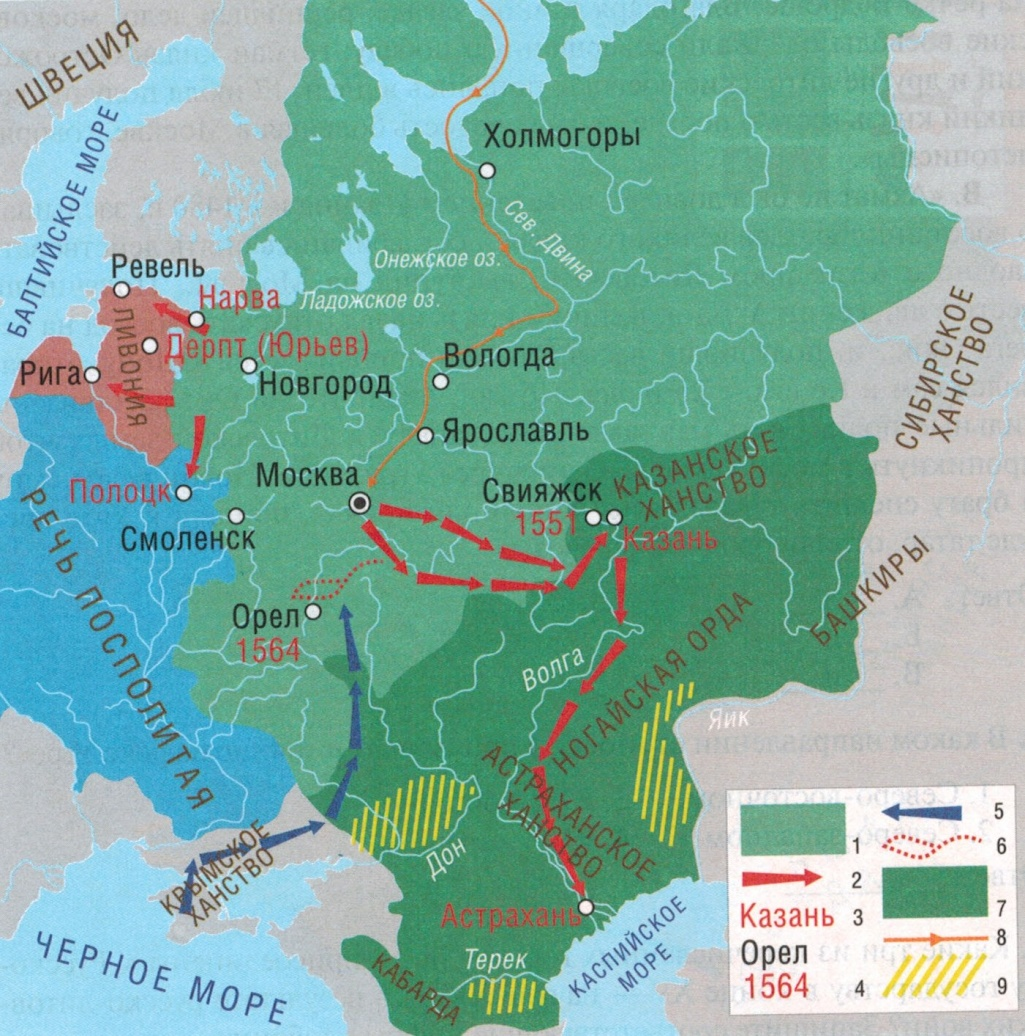 ШВЕЦИЯ
БАЛТИЙСКОЕ МОРЕ
Холмогоры
Сев. Двина
Онежское оз.
Ладожское оз.
Ревель
Нарва
ЛИВОНИЯ
Дерпт (Юрьев)
Рига
Новгород
Вологда
Ярославль
СИБИРСКОЕ
ХАНСТВО
Москва
Полоцк
Смоленск
Свияжск
1551
КАЗАНСКОЕ
ХАНСТВО
Казань
РЕЧЬ ПОСПОЛИТАЯ
Орел
1564
БАШКИРЫ
Волга
НОГАЙСКАЯ ОРДА
Яик
АСТРАХАНСКОЕ
ХАНСТВО
Дон
КРЫМСКОЕ
ХАНСТВО
Астрахань
ЧЕРНОЕ МОРЕ
Терек
КАБАРДА
КАСПИЙСКОЕ
МОРЕ
1
2
Казань 3
Орел
1564 4
5
6
7
8
9